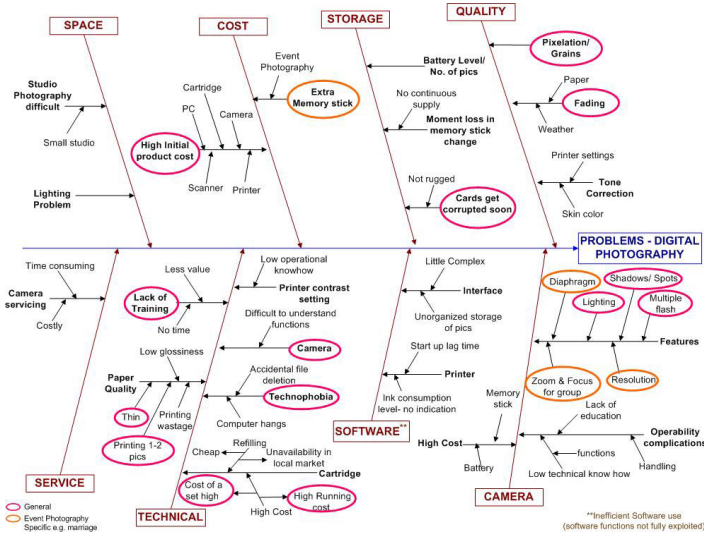 SPACE
COST
STORAGE
QUALITY
Studio
Photography
difficult
Small studio
Lighting
Problem
Event
Photography
Extra
Memory stick
Cartridge
PC
Camera
High Initial
product cost
Scanner
Printer
Battery Level/
No. of pics
No continuous
supply
Moment loss in
memory stick
change
Not rugged
Cards get
corrupted soon
Pixelation/
Grains
Paper
Fading
Weather
Printer settings
Tone
Correction
Skin color
PROBLEMS - DIGITAL
PHOTOGRAPHY
Time consuming
Camera
servicing
Costly
Low operational
knowhow
Less value
Printer contrast
setting
Lack of
Training
No time
Difficult to understand
functions
Camera
Low glossiness
Paper
Quality
Accidental file
deletion
Technophobia
Thin
Printing
wastage
Computer hangs
Printing 1-2
pics
Refilling
Cheap
Unavailability in
local market
Cartridge
Cost of a
set high
High Running
cost
High Cost
Little Complex
Interface
Unorganized storage
of pics
Start up lag time
Printer
Ink consumption
level- no indication
Diaphragm
Shadows/ Spots
Lighting
Multiple
flash
Features
Zoom & Focus
for group
Resolution
Memory
stick
Lack of
education
High Cost
Operability
complications
Battery
functions
Low technical know how
Handling
SERVICE
TECHNICAL
SOFTWARE**
CAMERA
General
Event Photography
Specific e.g. marriage
**Inefficient Software use
(software functions not fully exploited)